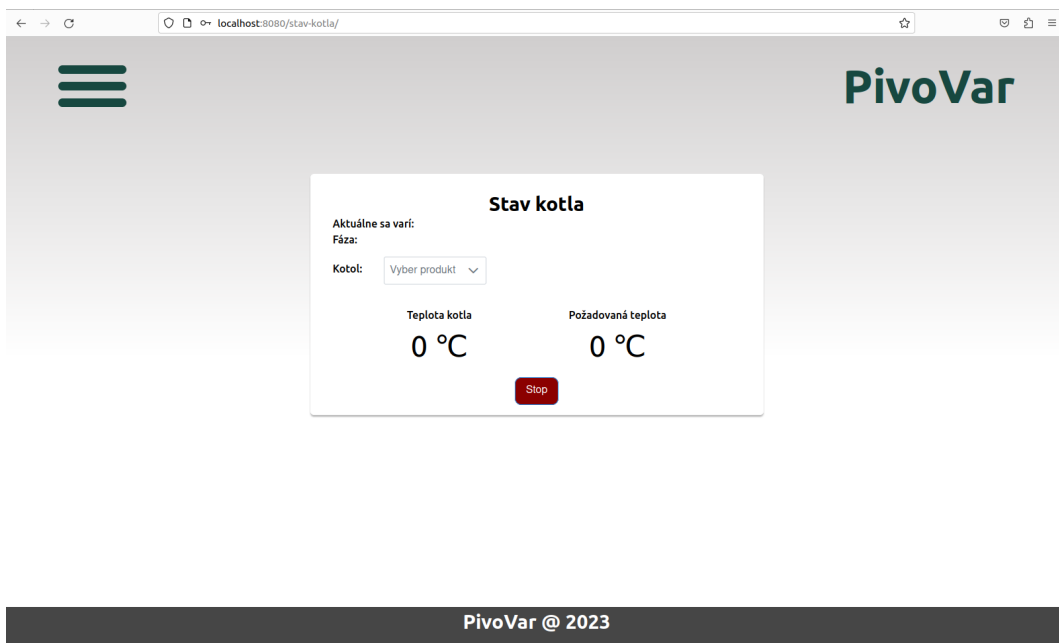 localhost:8080/stav-kotla/
PivoVar
Stav kotla
Aktuálne sa varí:
Fáza:
Kotol: Vyber produkt
Teplota kotla Požadovaná teplota
0 °C 0 °C
Stop
PivoVar @ 2023